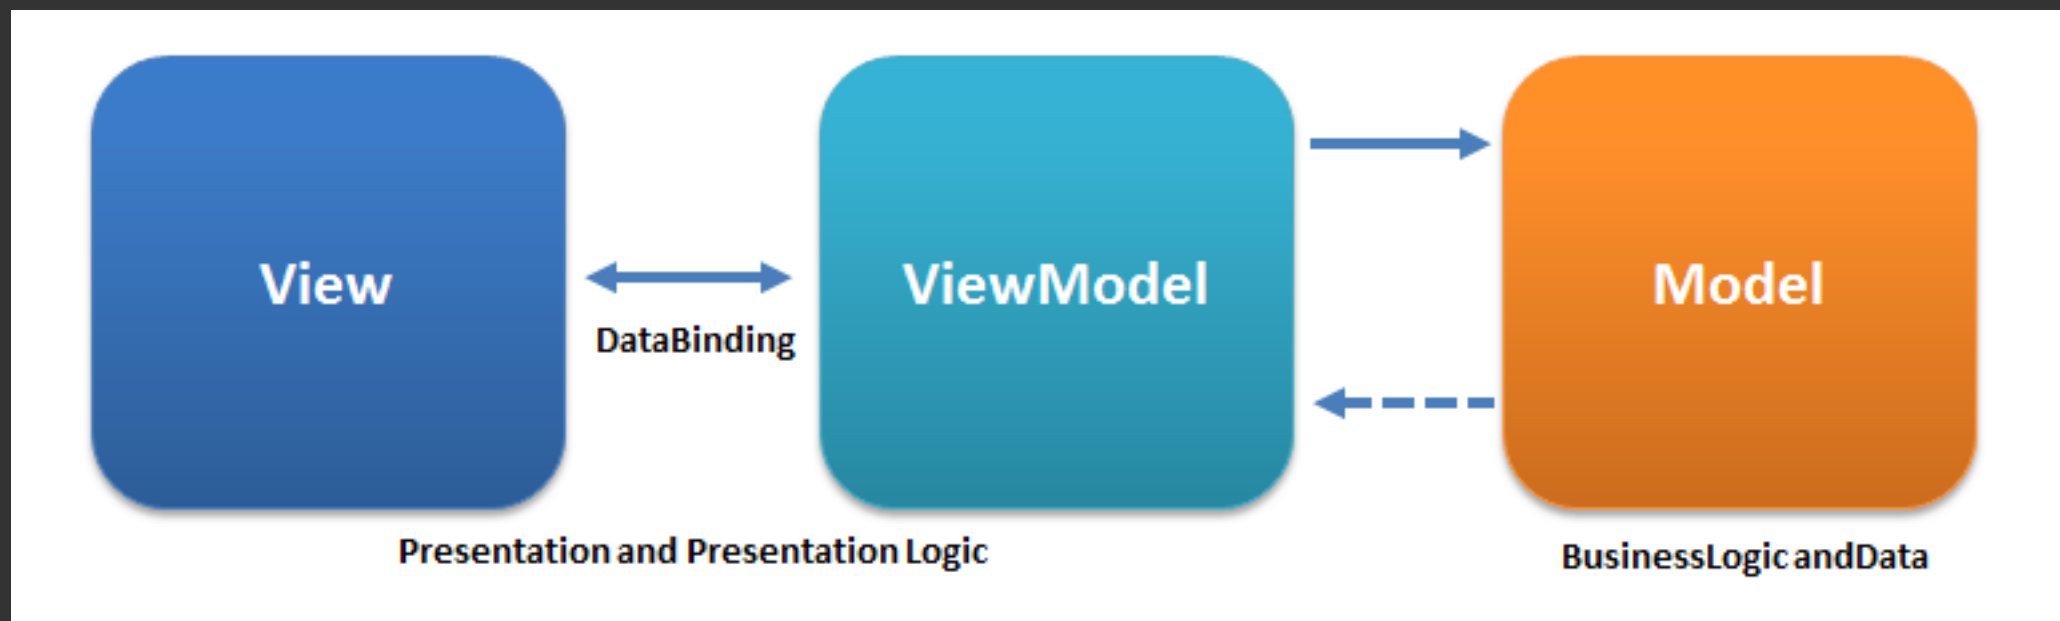 View
ViewModel
Model
DataBinding
Presentation and Presentation Logic
BusinessLogic andData